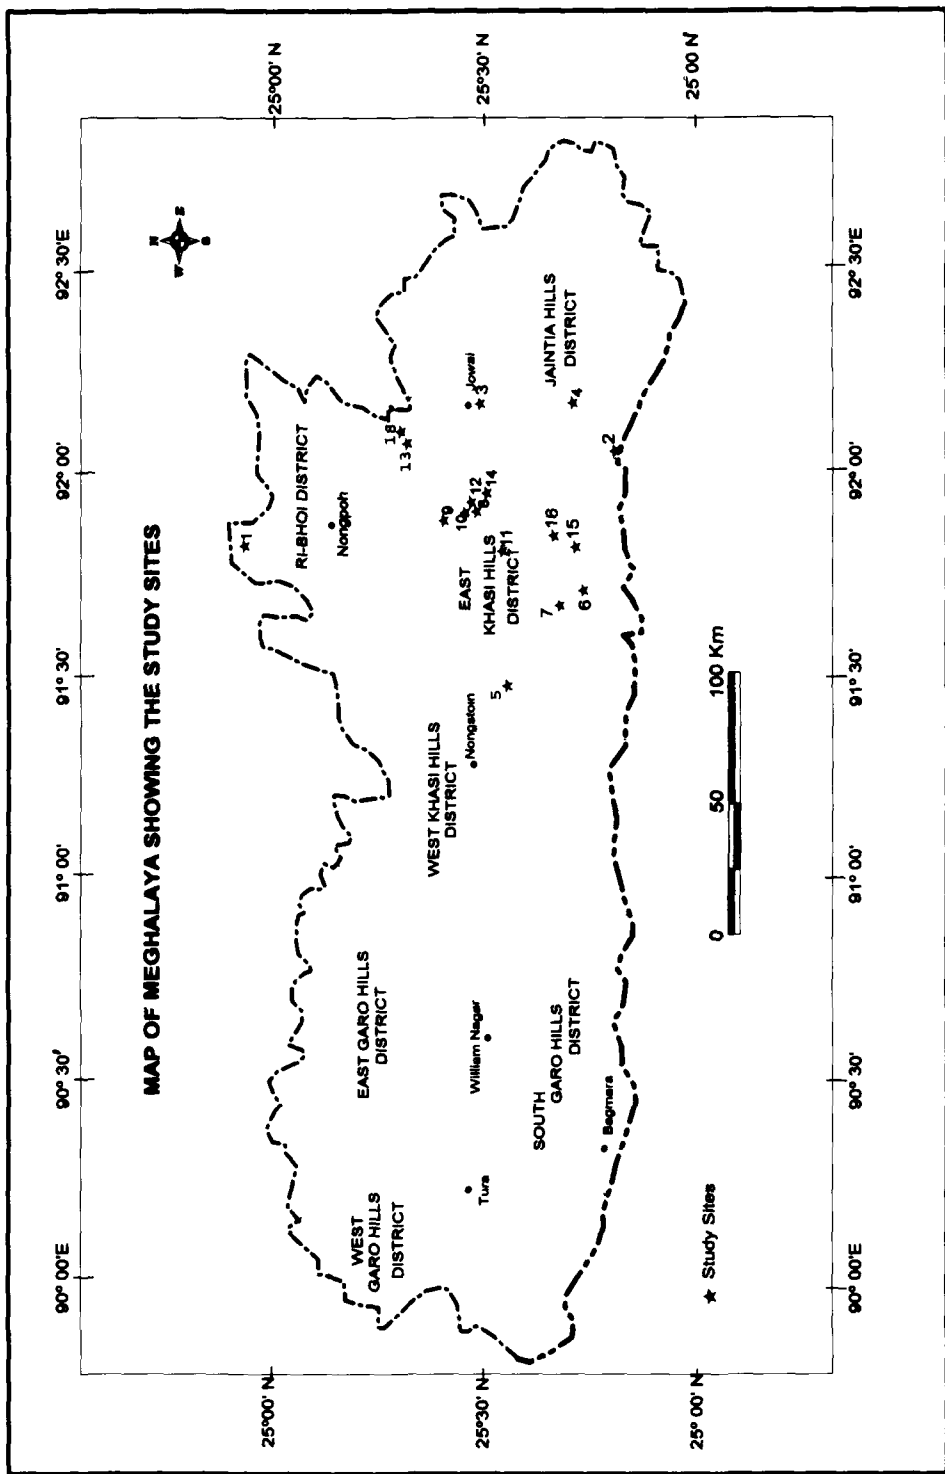 MAP OF MEGHALAYA SHOWING THE STUDY SITES
90° 00'E
90° 30'
91° 00'
91° 30'
92° 00'
92° 30'E
N
W
E
S
25°00' N
25°00' N
1
RI-BHOI DISTRICT
Nongpoh
WEST
GARO HILLS
DISTRICT
EAST GARO HILLS
DISTRICT
18
13
WEST KHASI HILLS
DISTRICT
9
10
12
8
14
Jowai
3
25°30' N
25°30' N
Tura
William Nagar
Nongstoin
5
EAST
KHASI HILLS
DISTRICT
11
SOUTH
GARO HILLS
DISTRICT
7
6
16
15
JAINTIA HILLS
DISTRICT
4
2
Bagmara
25° 00' N
25 00' N
★ Study Sites
0
50
100 Km
90° 00'E
90° 30'
91° 00'
91° 30'
92° 00'
92° 30'E